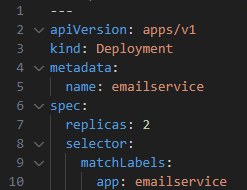 1 ---
2 apiVersion: apps/v1
3 kind: Deployment
4 metadata:
5   name: emailservice
6 spec:
7   replicas: 2
8   selector:
9     matchLabels:
10       app: emailservice